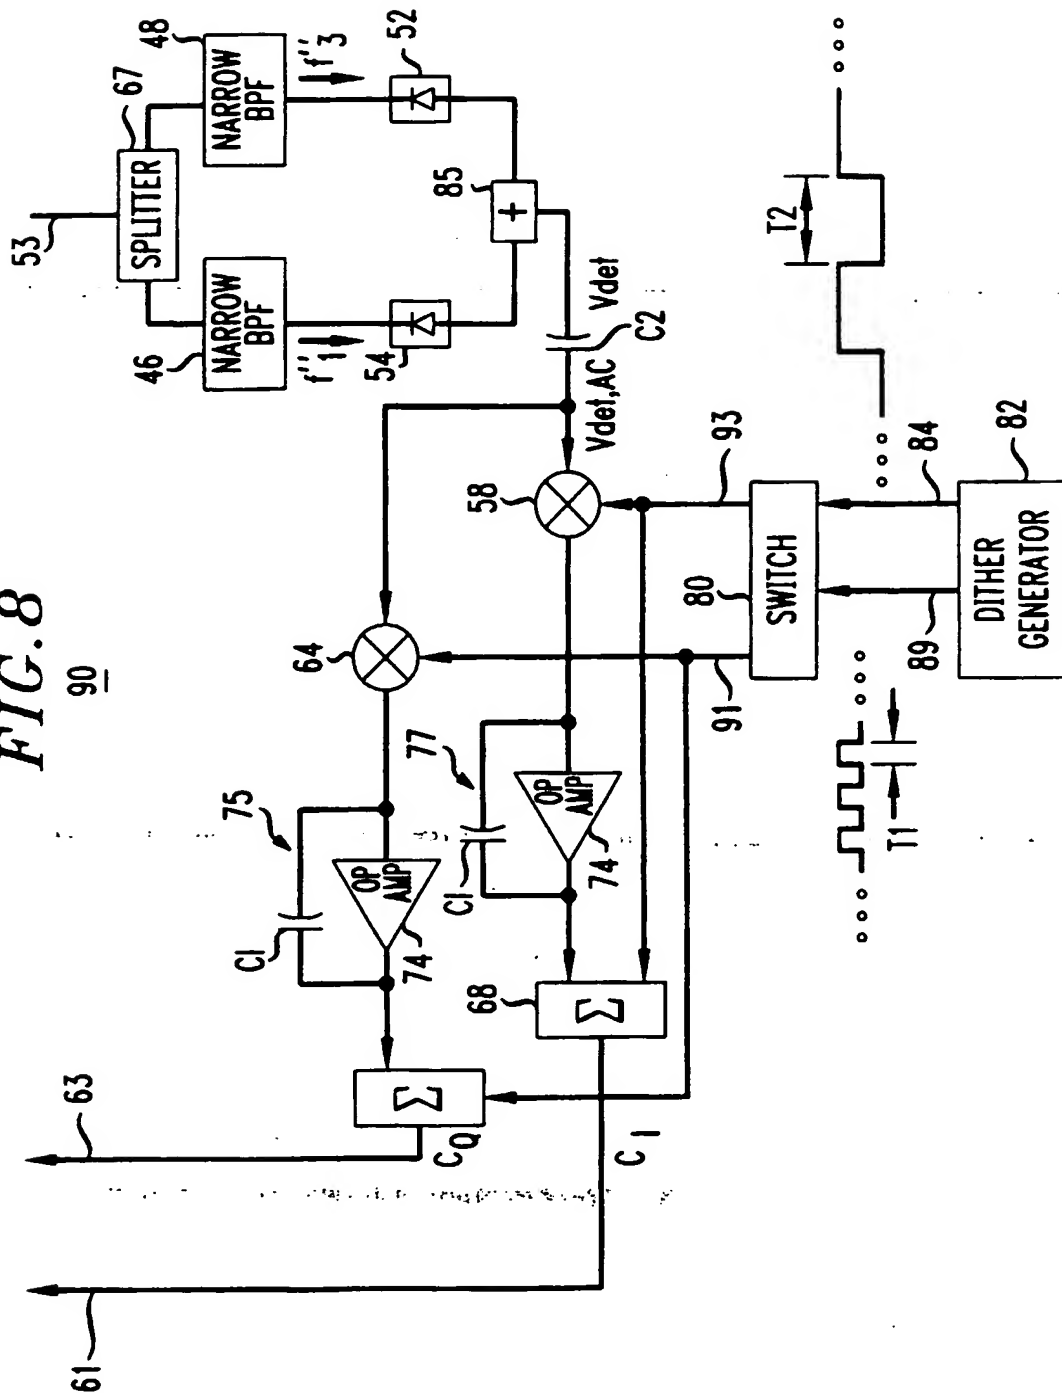 FIG. 8
90
53
SPLITTER
67
46
NARROW
BPF
48
NARROW
BPF
f"1
f"3
54
52
85
+
Vdet
C2
Vdet,AC
58
64
75
C1
OP
AMP
74
77
C1
OP
AMP
74
63
Σ
CQ
68
Σ
C1
61
93
91
80
SWITCH
84
89
82
DITHER
GENERATOR
T1
T2